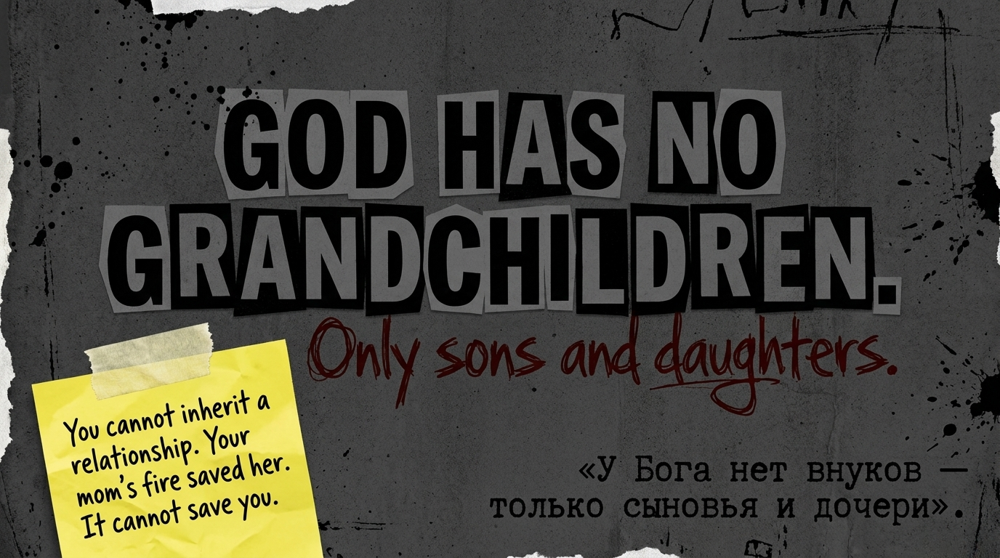 GOD HAS NO
GRANDCHILDREN.
Only sons and daughters.
You cannot inherit a
relationship. Your
mom's fire saved her.
It cannot save you.
«У Бога нет внуков —
только сыновья и дочери».